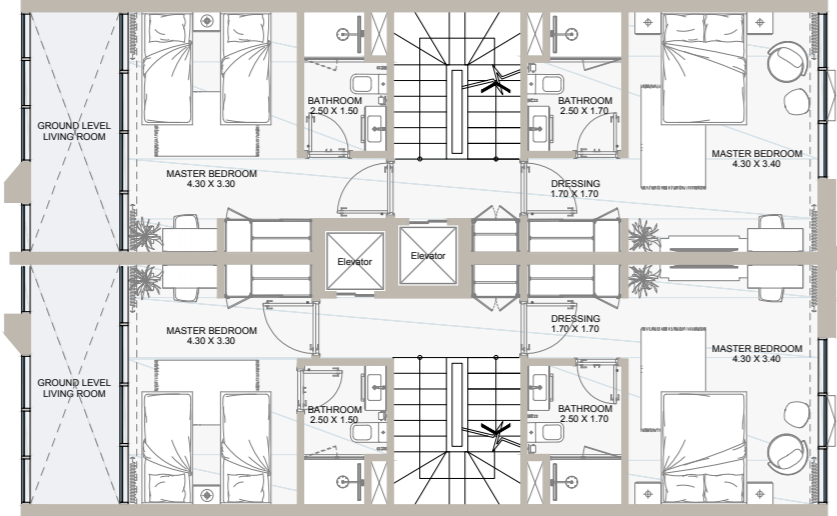 BATHROOM
2.50 X 1.50
BATHROOM
2.50 X 1.70
GROUND LEVEL
LIVING ROOM
MASTER BEDROOM
4.30 X 3.40
MASTER BEDROOM
4.30 X 3.30
DRESSING
1.70 X 1.70
Elevator
Elevator
MASTER BEDROOM
4.30 X 3.30
DRESSING
1.70 X 1.70
MASTER BEDROOM
4.30 X 3.40
GROUND LEVEL
LIVING ROOM
BATHROOM
2.50 X 1.50
BATHROOM
2.50 X 1.70